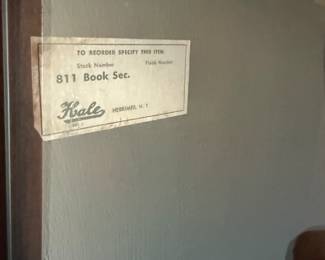 TO REORDER SPECIFY THIS ITEM:
Stock Number Finish Number
811 Book Sec.
Hale
HERKIMER, N. Y.